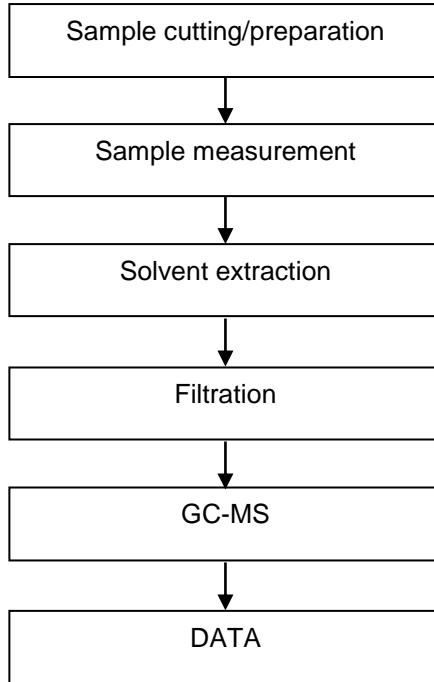 Sample cutting/preparation
Sample measurement
Solvent extraction
Filtration
GC-MS
DATA